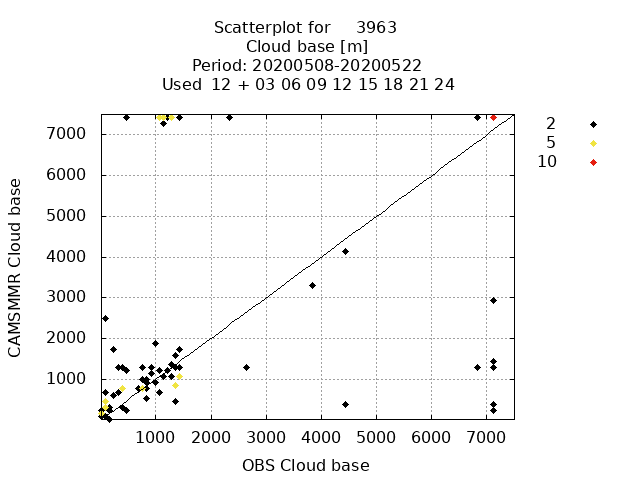 Scatterplot for 3963
Cloud base [m]
Period: 20200508-20200522
Used 12 + 03 06 09 12 15 18 21 24
2
5
10
7000
6000
5000
4000
3000
2000
1000
CAMSMMR Cloud base
1000 2000 3000 4000 5000 6000 7000
OBS Cloud base